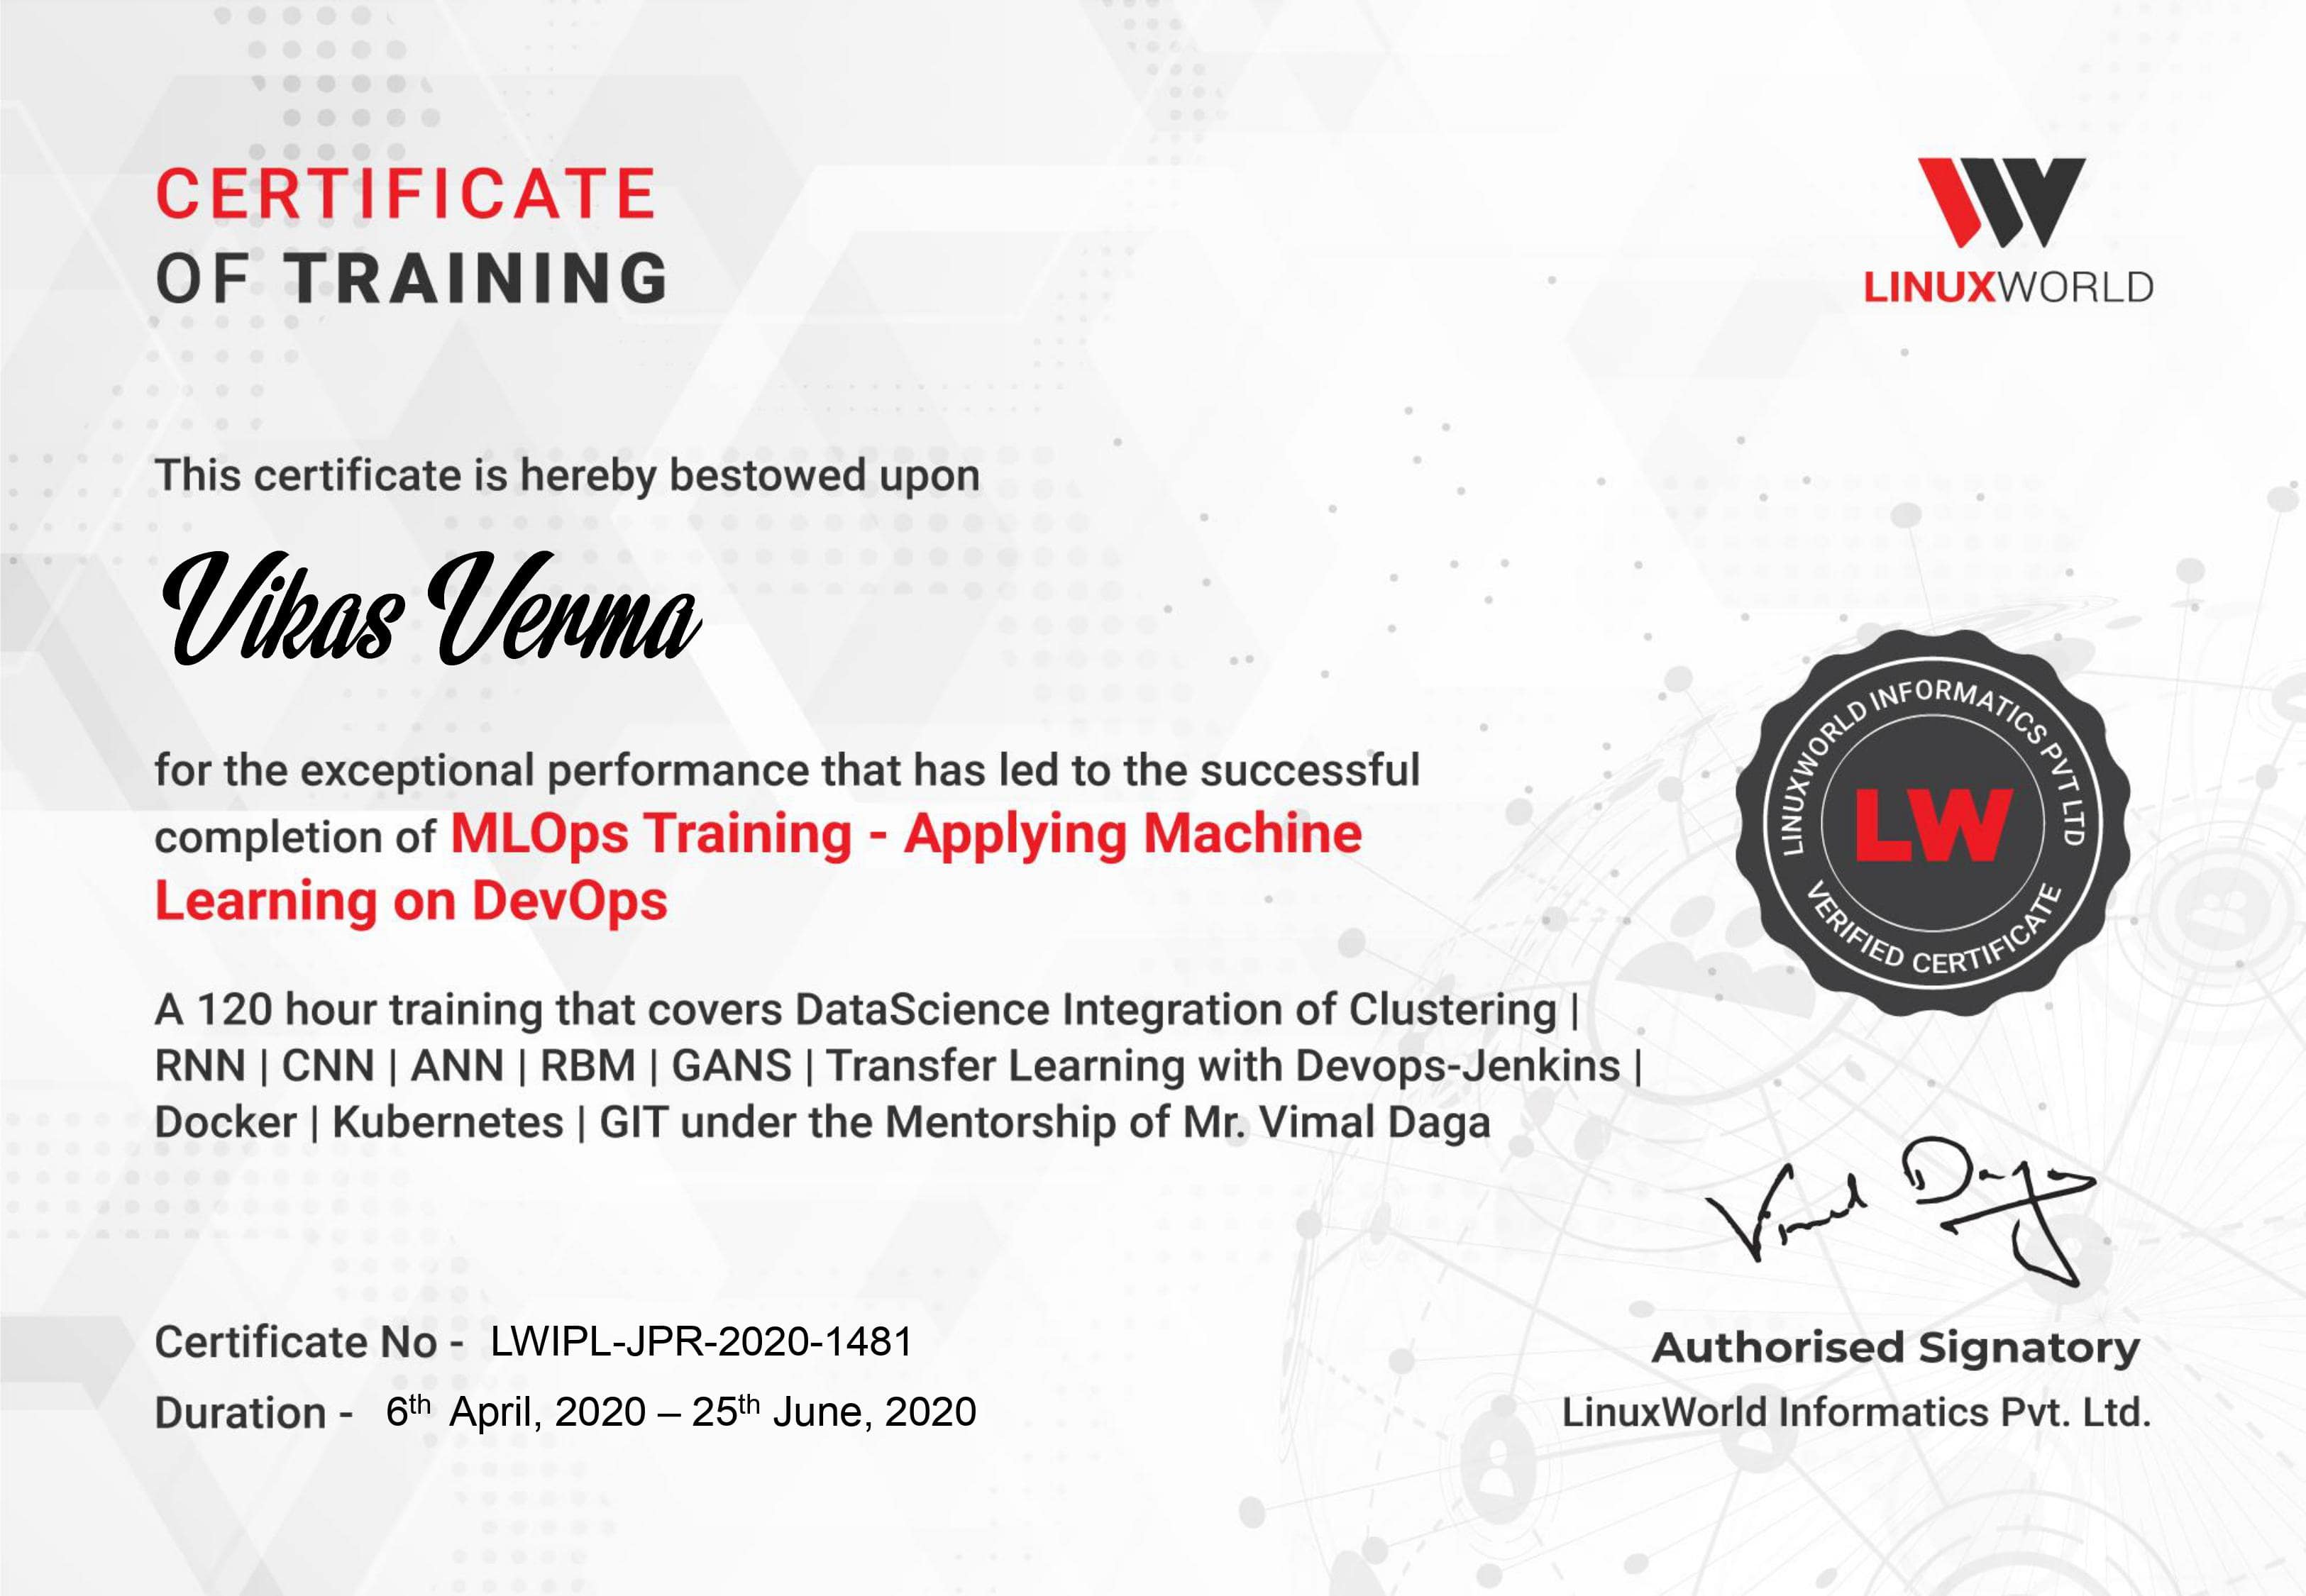 CERTIFICATE
OF TRAINING
LINUXWORLD
This certificate is hereby bestowed upon
Vikas Verma
for the exceptional performance that has led to the successful
completion of MLOps Training - Applying Machine
Learning on DevOps
LINUXWORLD INFORMATICS PVT LTD
LW
VERIFIED CERTIFICATE
A 120 hour training that covers DataScience Integration of Clustering |
RNN | CNN | ANN | RBM | GANS | Transfer Learning with Devops-Jenkins |
Docker | Kubernetes | GIT under the Mentorship of Mr. Vimal Daga
Vimal Daga
Certificate No - LWIPL-JPR-2020-1481
Duration - 6th April, 2020 – 25th June, 2020
Authorised Signatory
LinuxWorld Informatics Pvt. Ltd.